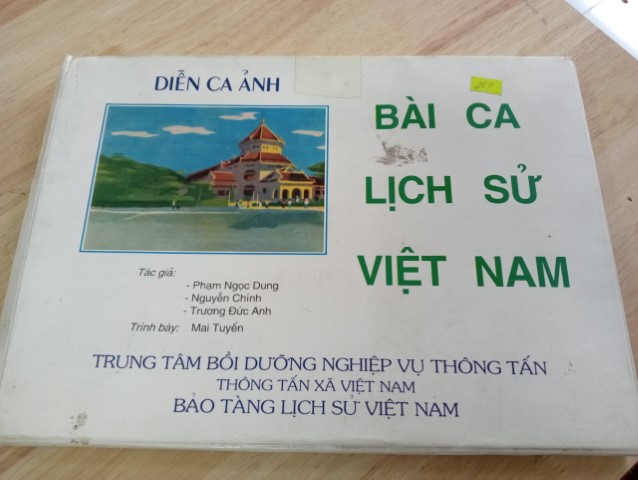 DIỄN CA ẢNH
BÀI CA
LỊCH SỬ
VIỆT NAM
Tác giả:
- Phạm Ngọc Dung
- Nguyễn Chính
- Trương Đức Anh
Trình bày: Mai Tuyển
TRUNG TÂM BỒI DƯỠNG NGHIỆP VỤ THÔNG TẤN
THÔNG TẤN XÃ VIỆT NAM
BẢO TÀNG LỊCH SỬ VIỆT NAM